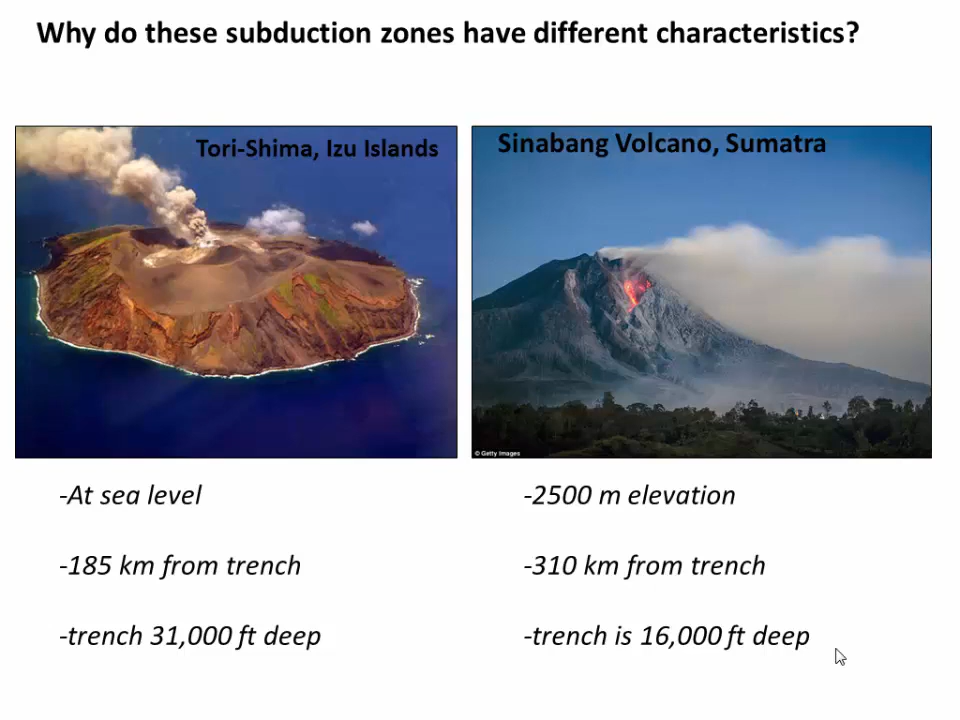 Why do these subduction zones have different characteristics?
Tori-Shima, Izu Islands
Sinabang Volcano, Sumatra
© Getty Images
-At sea level
-2500 m elevation
-185 km from trench
-310 km from trench
-trench 31,000 ft deep
-trench is 16,000 ft deep